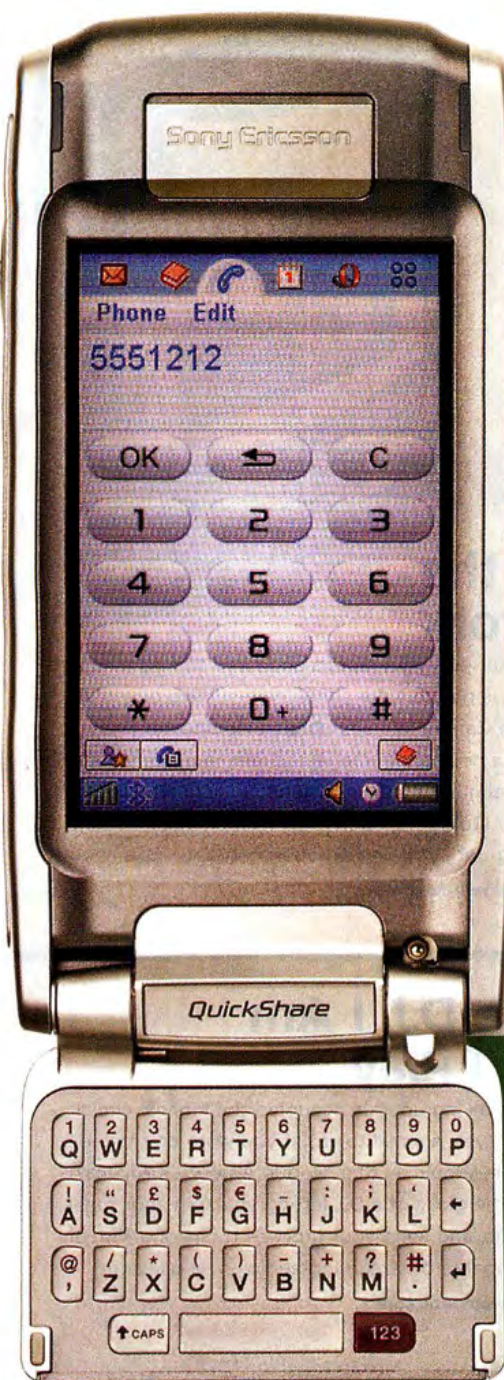 Sony Ericsson
1
Phone Edit
5551212
OK C
1 2 3
4 5 6
7 8 9
* 0+ #
QuickShare
1 2 3 4 5 6 7 8 9 0
Q W E R T Y U I O P
! “ £ $ € _ : ; ‘
A S D F G H J K L
@ / * ( ) - + ? #
, Z X C V B N M .
CAPS 123